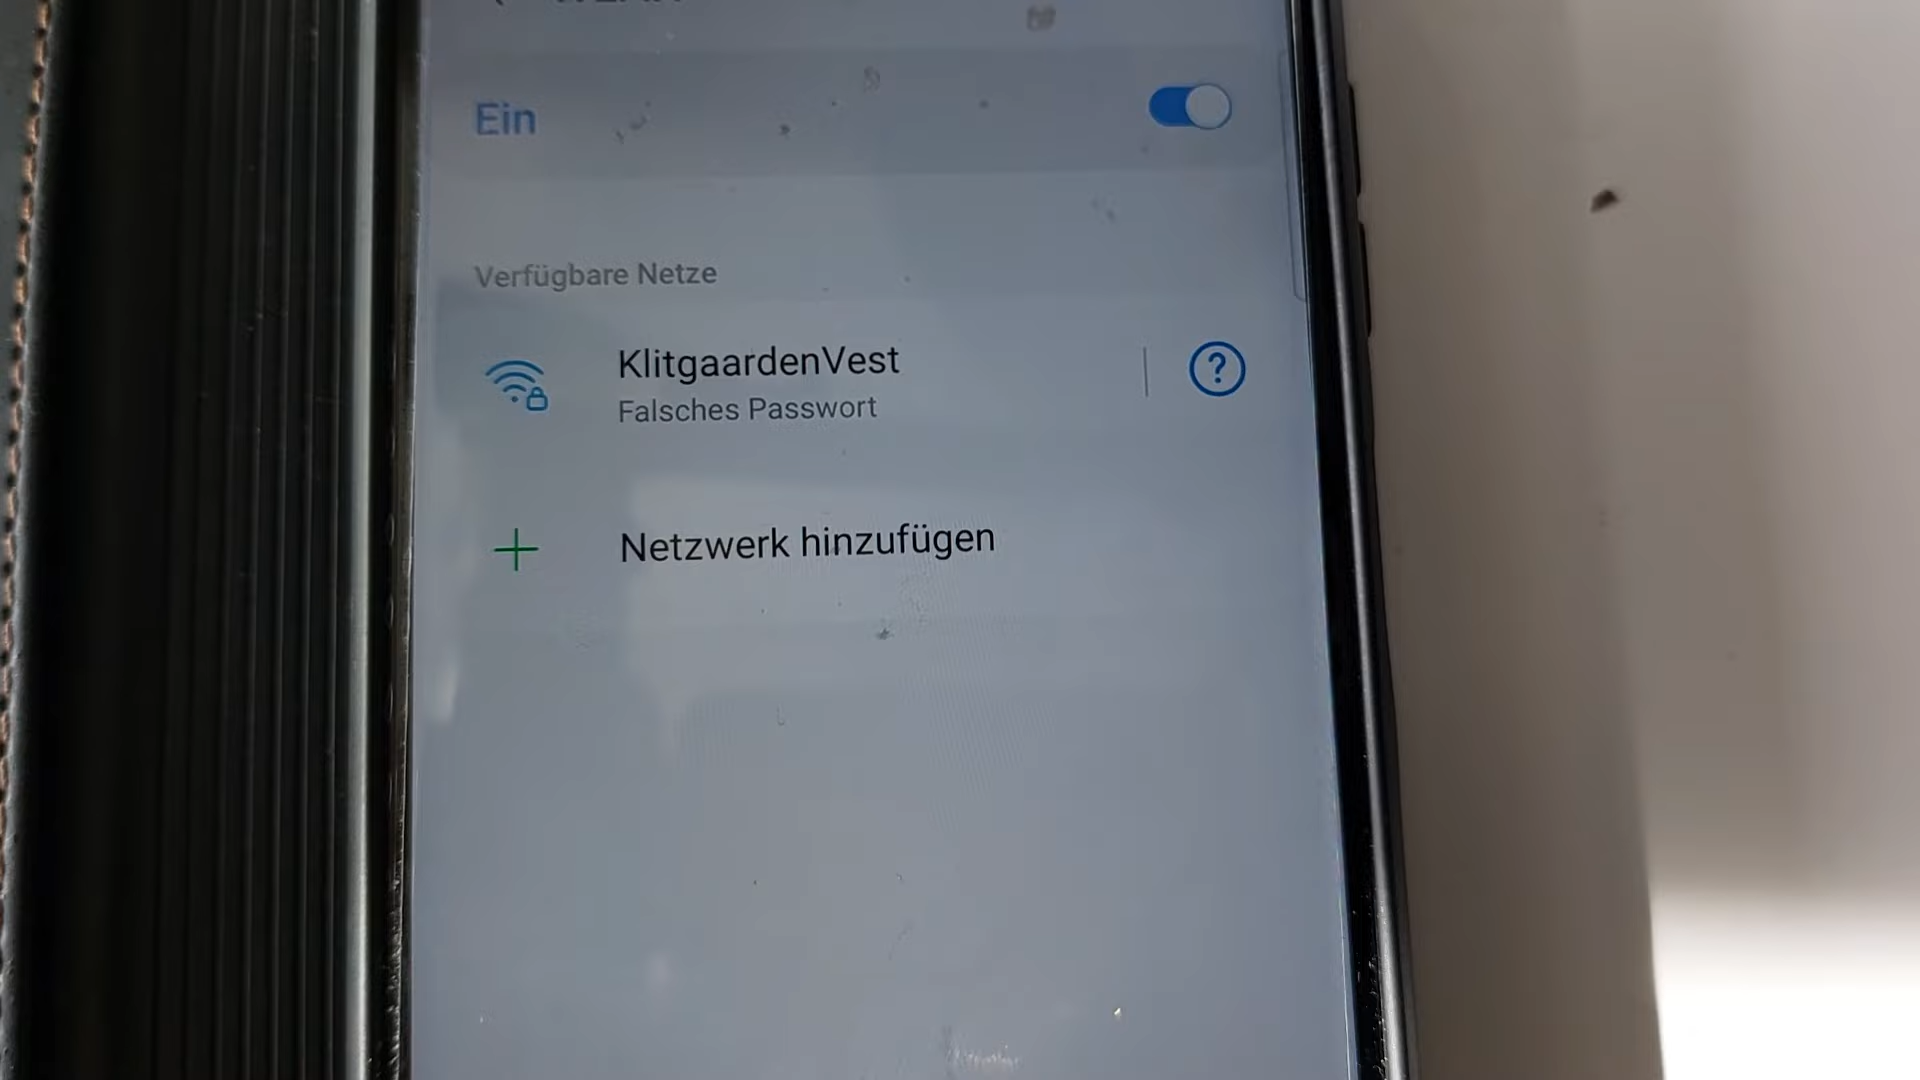 Ein
Verfügbare Netze
KlitgaardenVest
Falsches Passwort
Netzwerk hinzufügen